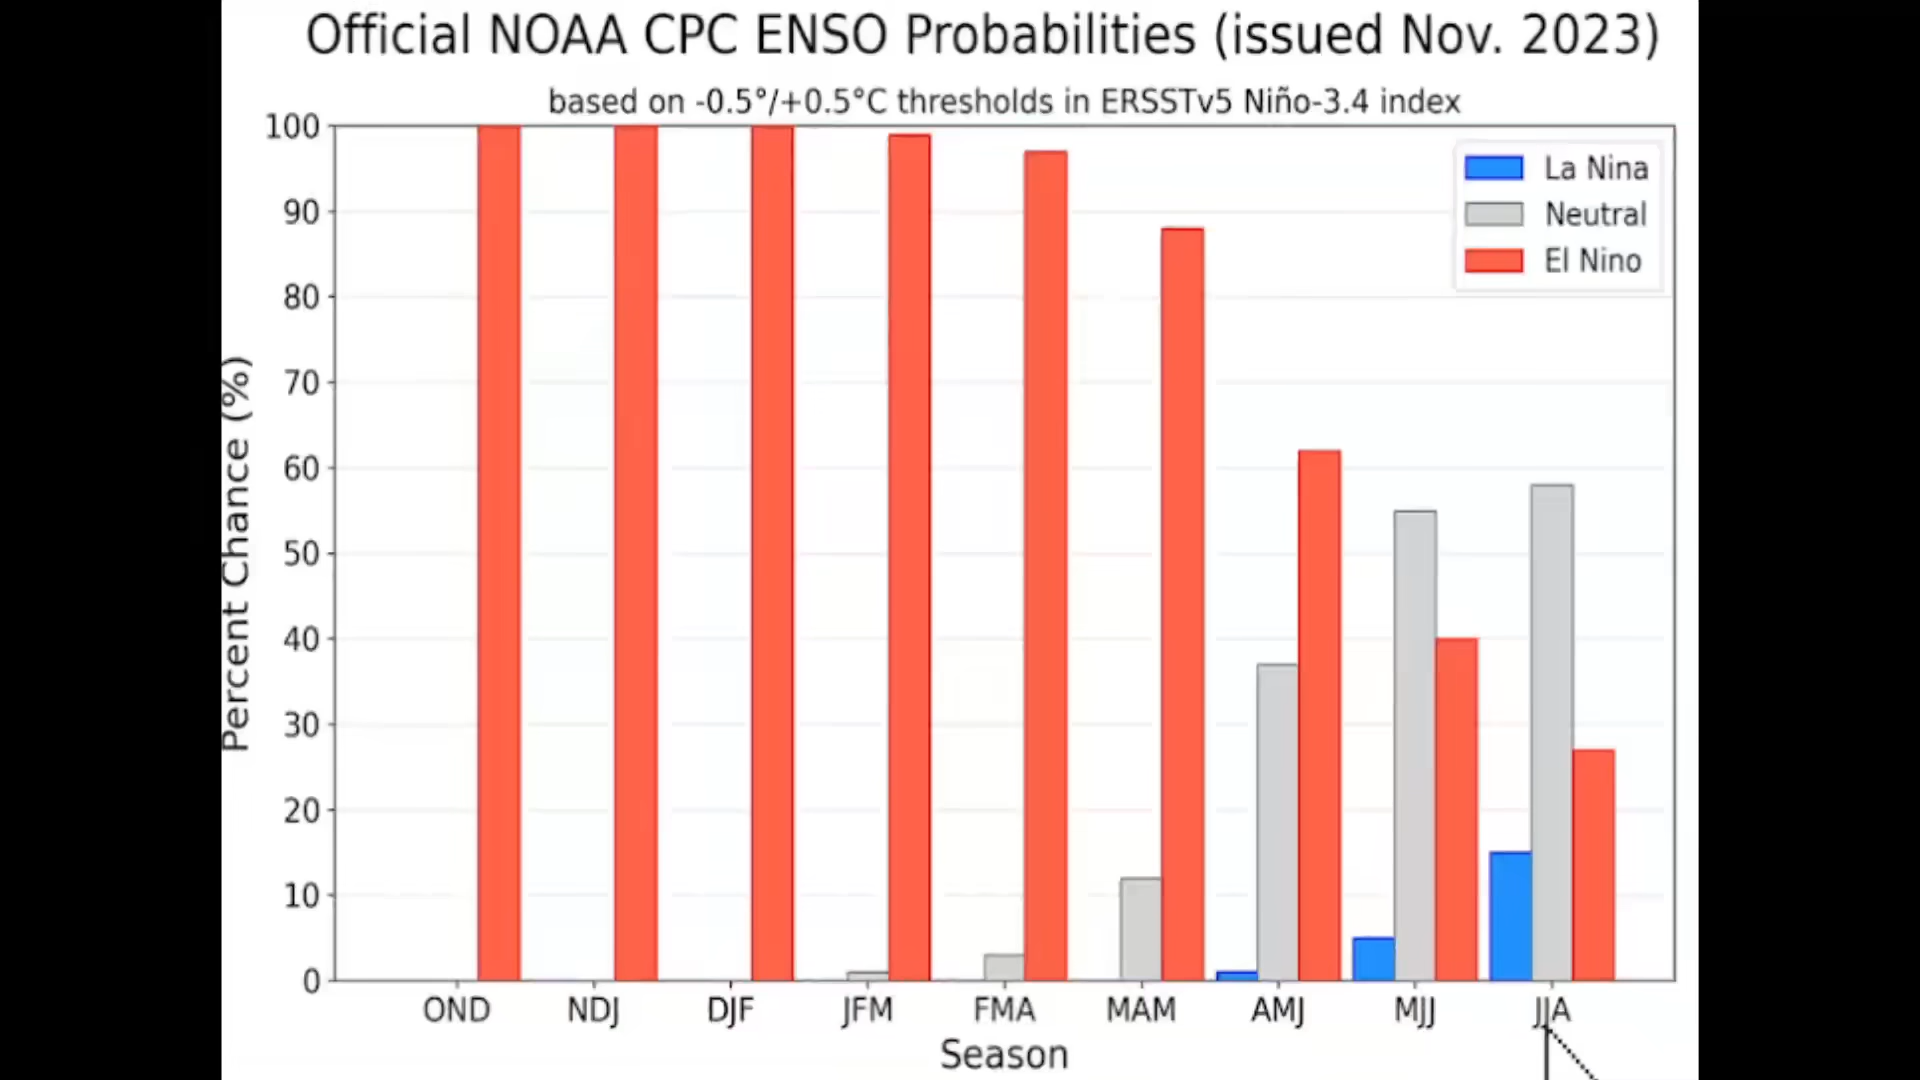 Official NOAA CPC ENSO Probabilities (issued Nov. 2023)
based on -0.5°/+0.5°C thresholds in ERSSTv5 Niño-3.4 index
Percent Chance (%)
100
90
80
70
60
50
40
30
20
10
0
La Nina
Neutral
El Nino
OND NDJ DJF JFM FMA MAM AMJ MJJ JJA
Season